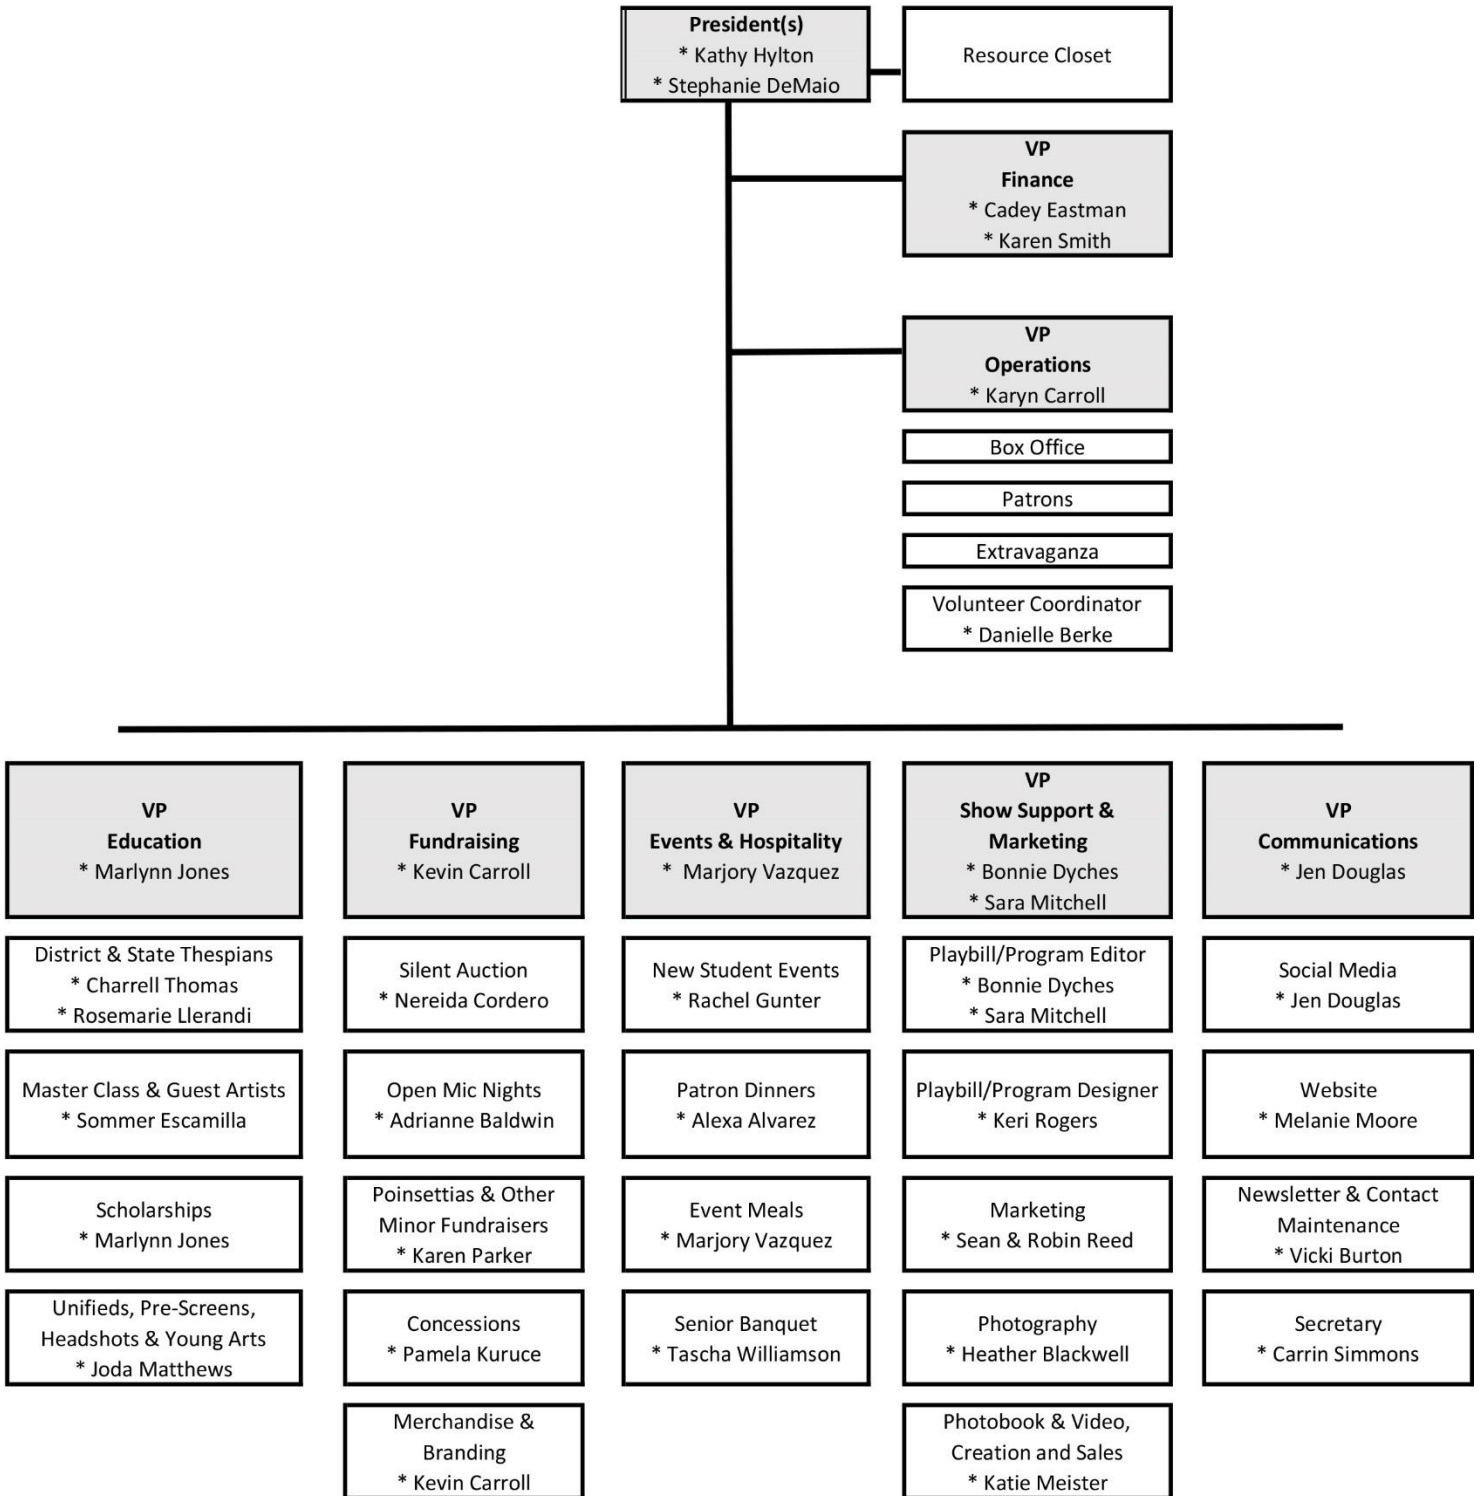 President(s)
* Kathy Hylton
* Stephanie DeMaio
Resource Closet
VP
Finance
* Cadey Eastman
* Karen Smith
VP
Operations
* Karyn Carroll
Box Office
Patrons
Extravaganza
Volunteer Coordinator
* Danielle Berke
VP
Education
* Marlynn Jones
District & State Thespians
* Charrell Thomas
* Rosemarie Llerandi
Master Class & Guest Artists
* Sommer Escamilla
Scholarships
* Marlynn Jones
Unifieds, Pre-Screens,
Headshots & Young Arts
* Joda Matthews
VP
Fundraising
* Kevin Carroll
Silent Auction
* Nereida Cordero
Open Mic Nights
* Adrianne Baldwin
Poinsettias & Other
Minor Fundraisers
* Karen Parker
Concessions
* Pamela Kuruce
Merchandise &
Branding
* Kevin Carroll
VP
Events & Hospitality
* Marjory Vazquez
New Student Events
* Rachel Gunter
Patron Dinners
* Alexa Alvarez
Event Meals
* Marjory Vazquez
Senior Banquet
* Tascha Williamson
VP
Show Support &
Marketing
* Bonnie Dyches
* Sara Mitchell
Playbill/Program Editor
* Bonnie Dyches
* Sara Mitchell
Playbill/Program Designer
* Keri Rogers
Marketing
* Sean & Robin Reed
Photography
* Heather Blackwell
Photobook & Video,
Creation and Sales
* Katie Meister
VP
Communications
* Jen Douglas
Social Media
* Jen Douglas
Website
* Melanie Moore
Newsletter & Contact
Maintenance
* Vicki Burton
Secretary
* Carrin Simmons